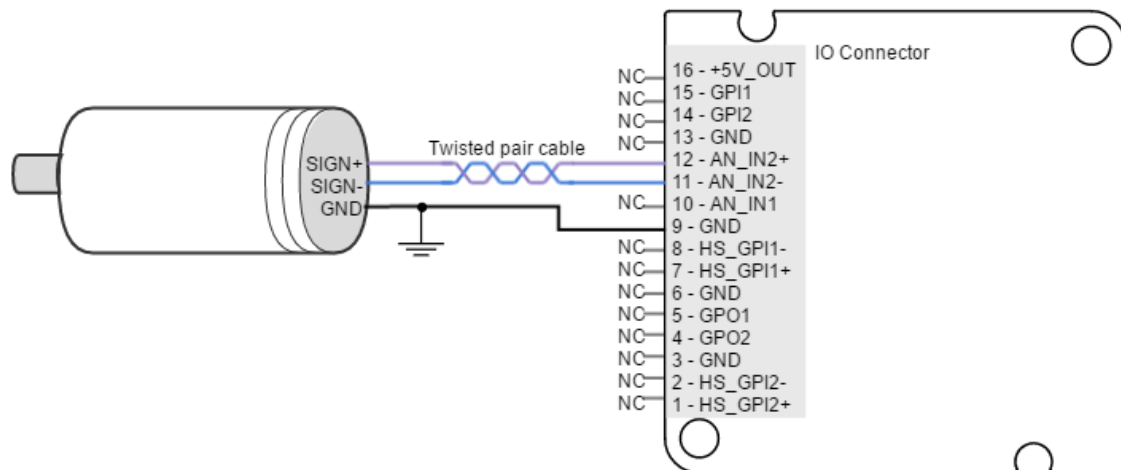 IO Connector
NC 16 - +5V_OUT
NC 15 - GPI1
NC 14 - GPI2
NC 13 - GND
Twisted pair cable
SIGN+ 12 - AN_IN2+
SIGN- 11 - AN_IN2-
GND
NC 10 - AN_IN1
9 - GND
NC 8 - HS_GPI1-
NC 7 - HS_GPI1+
NC 6 - GND
NC 5 - GPO1
NC 4 - GPO2
NC 3 - GND
NC 2 - HS_GPI2-
NC 1 - HS_GPI2+